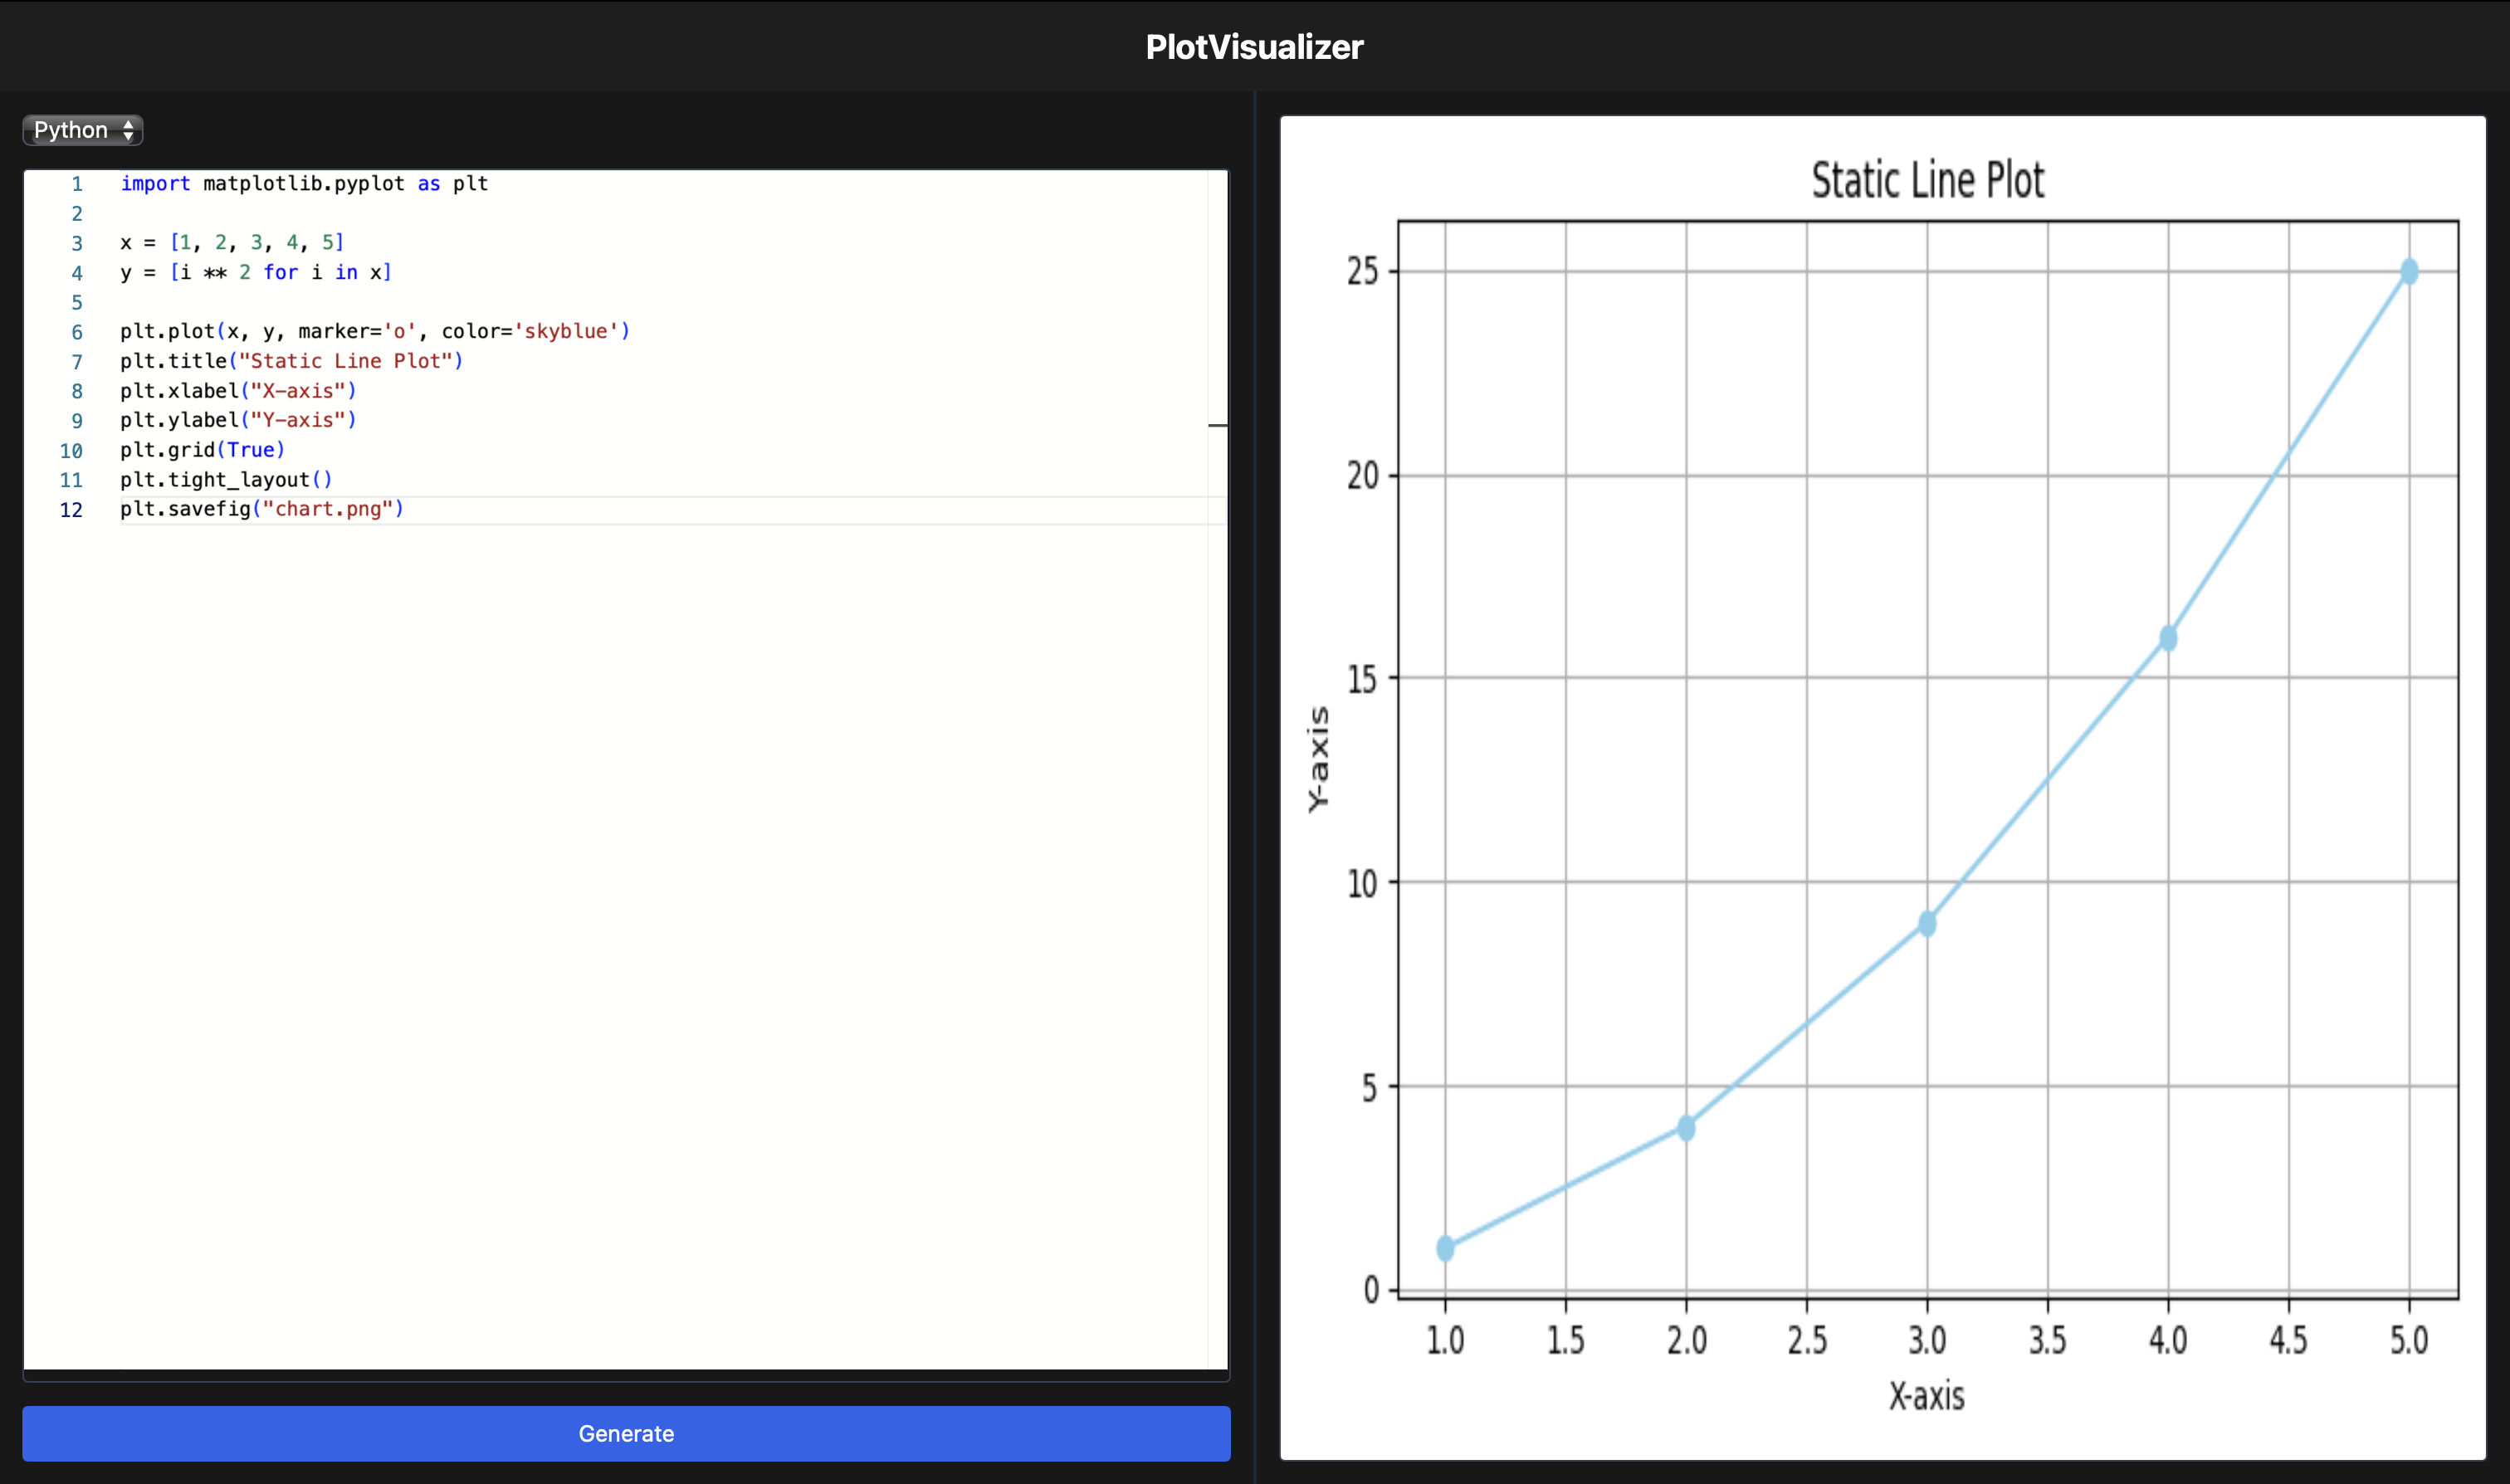 PlotVisualizer
Python
1 import matplotlib.pyplot as plt
2
3 x = [1, 2, 3, 4, 5]
4 y = [i ** 2 for i in x]
5
6 plt.plot(x, y, marker='o', color='skyblue')
7 plt.title("Static Line Plot")
8 plt.xlabel("X-axis")
9 plt.ylabel("Y-axis")
10 plt.grid(True)
11 plt.tight_layout()
12 plt.savefig("chart.png")
Generate
Static Line Plot
25
20
15
10
5
0
Y-axis
1.0 1.5 2.0 2.5 3.0 3.5 4.0 4.5 5.0
X-axis